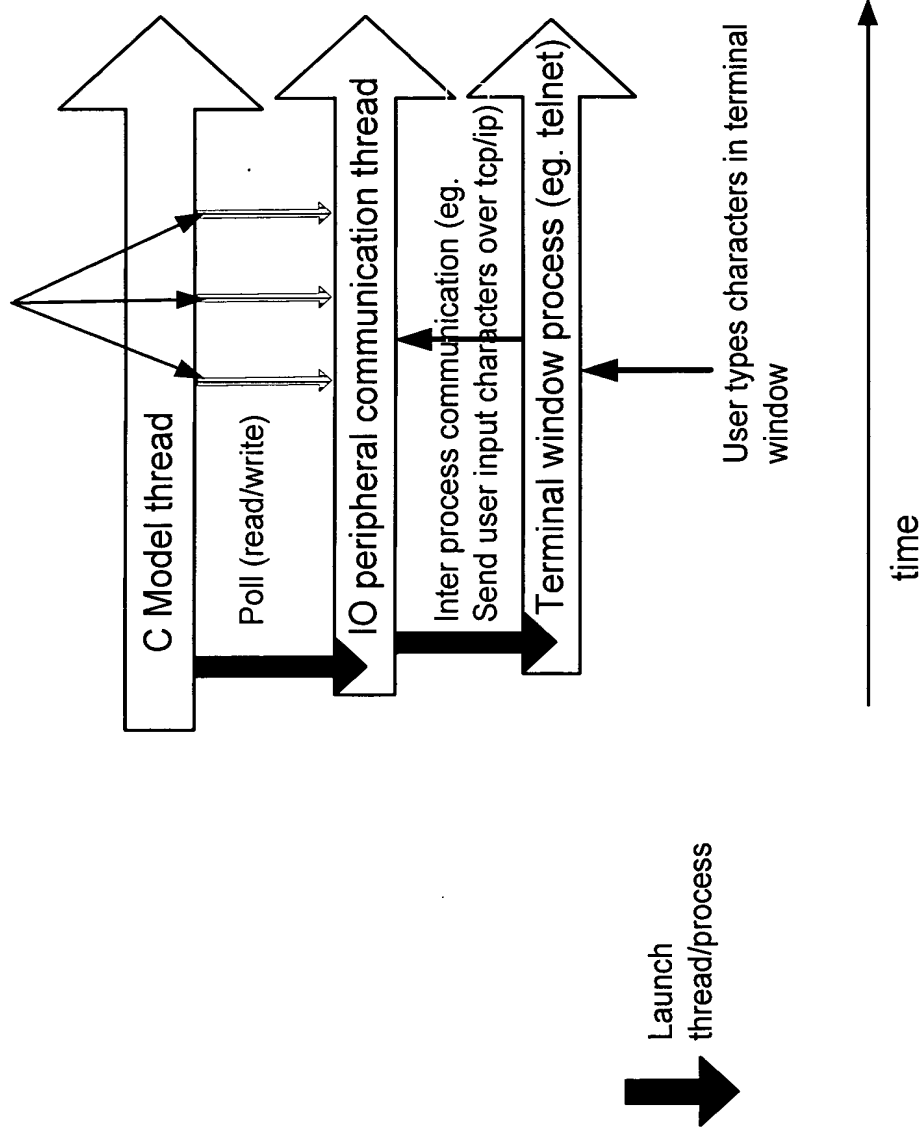 C Model thread
Poll (read/write)
IO peripheral communication thread
Inter process communication (eg.
Send user input characters over tcp/ip)
Terminal window process (eg. telnet)
User types characters in terminal
window
time
Launch
thread/process